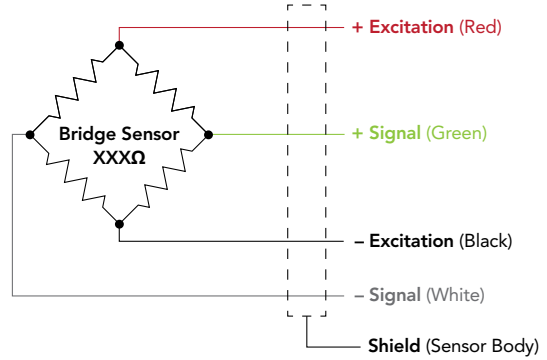 + Excitation (Red)
Bridge Sensor
XXXΩ
+ Signal (Green)
– Excitation (Black)
– Signal (White)
Shield (Sensor Body)